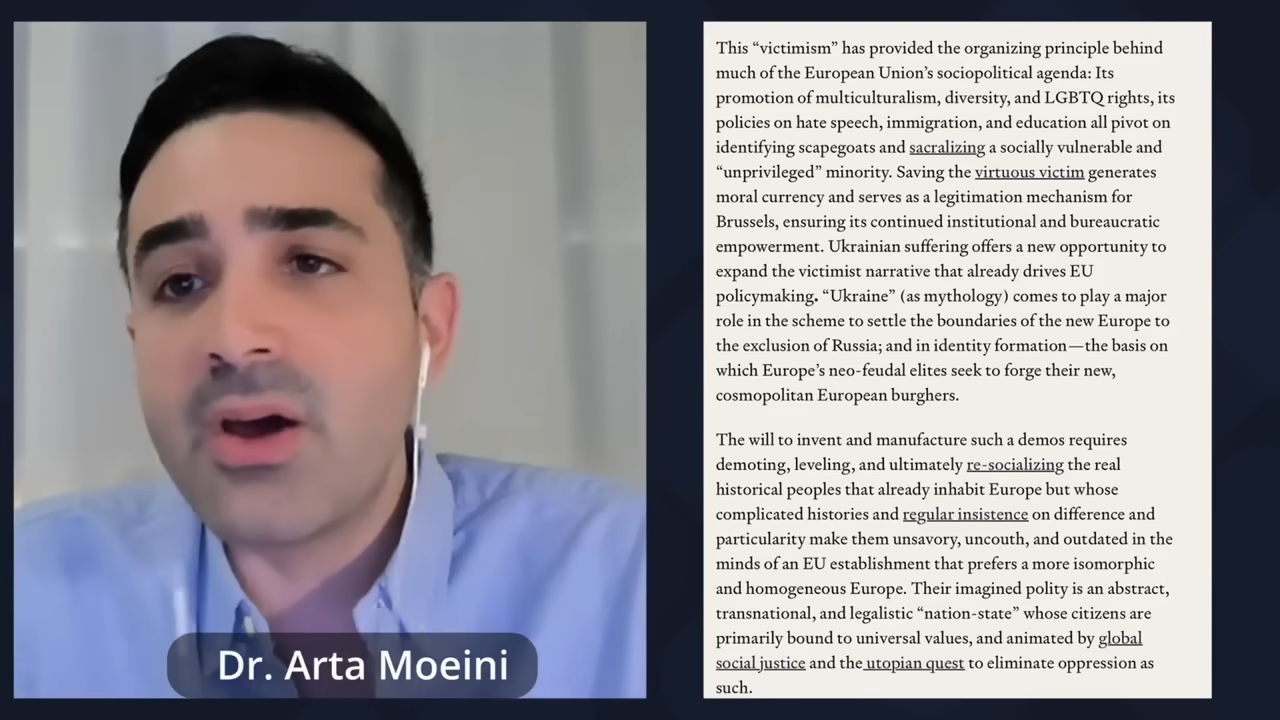 This “victimism” has provided the organizing principle behind
much of the European Union’s sociopolitical agenda: Its
promotion of multiculturalism, diversity, and LGBTQ rights, its
policies on hate speech, immigration, and education all pivot on
identifying scapegoats and sacralizing a socially vulnerable and
“unprivileged” minority. Saving the virtuous victim generates
moral currency and serves as a legitimation mechanism for
Brussels, ensuring its continued institutional and bureaucratic
empowerment. Ukrainian suffering offers a new opportunity to
expand the victimist narrative that already drives EU
policymaking. “Ukraine” (as mythology) comes to play a major
role in the scheme to settle the boundaries of the new Europe to
the exclusion of Russia; and in identity formation—the basis on
which Europe’s neo-feudal elites seek to forge their new,
cosmopolitan European burghers.
The will to invent and manufacture such a demos requires
demoting, leveling, and ultimately re-socializing the real
historical peoples that already inhabit Europe but whose
complicated histories and regular insistence on difference and
particularity make them unsavory, uncouth, and outdated in the
minds of an EU establishment that prefers a more isomorphic
and homogeneous Europe. Their imagined polity is an abstract,
transnational, and legalistic “nation-state” whose citizens are
primarily bound to universal values, and animated by global
social justice and the utopian quest to eliminate oppression as
such.
Dr. Arta Moeini